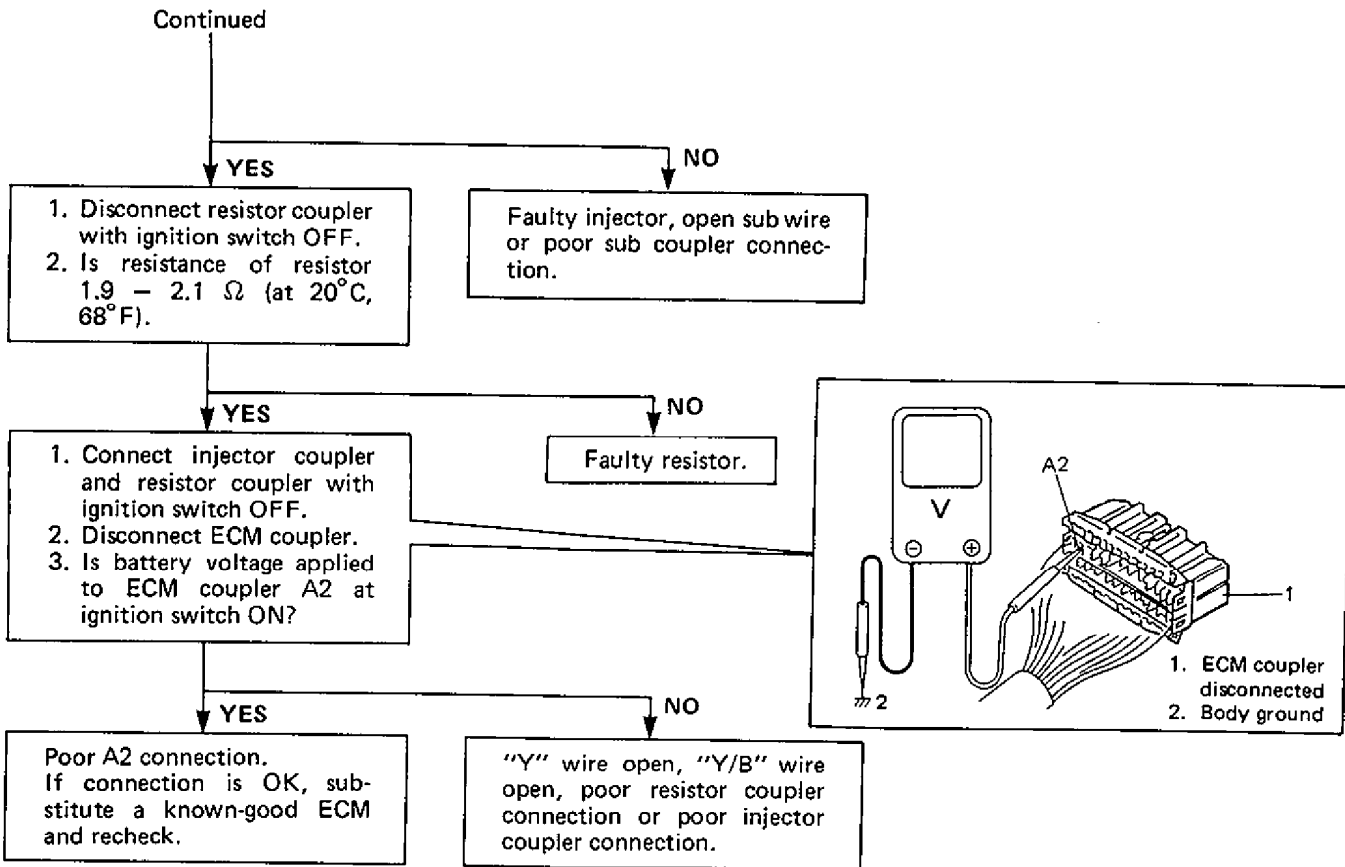 Continued
YES
NO
1. Disconnect resistor coupler
with ignition switch OFF.
2. Is resistance of resistor
1.9 – 2.1 Ω (at 20°C,
68°F).
Faulty injector, open sub wire
or poor sub coupler connec-
tion.
YES
NO
1. Connect injector coupler
and resistor coupler with
ignition switch OFF.
2. Disconnect ECM coupler.
3. Is battery voltage applied
to ECM coupler A2 at
ignition switch ON?
Faulty resistor.
A2
V
⊖ ⊕
1
2
1. ECM coupler
disconnected
2. Body ground
YES
NO
Poor A2 connection.
If connection is OK, sub-
stitute a known-good ECM
and recheck.
"Y" wire open, "Y/B" wire
open, poor resistor coupler
connection or poor injector
coupler connection.